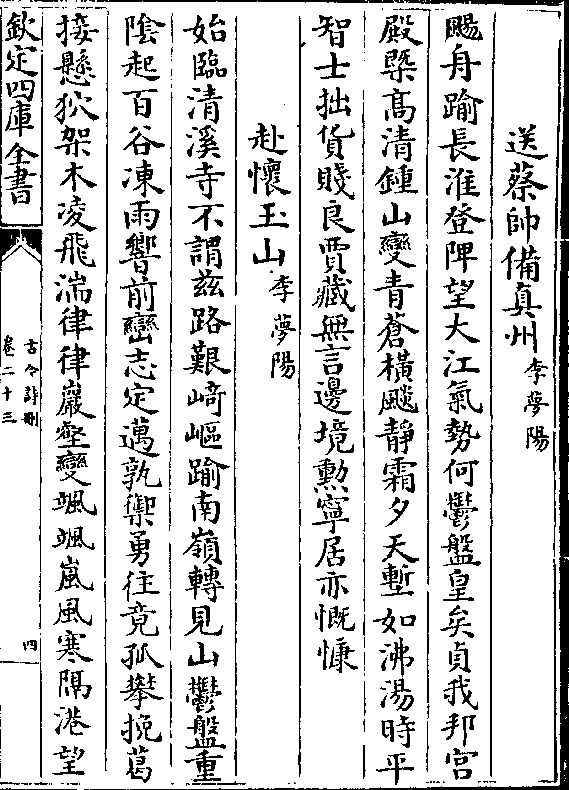 送蔡帥備真州 李夢陽
颺舟踰長淮登陴望大江氣勢何鬱盤皇矣貞我邦宫
殿槩髙清鍾山變青蒼橫飈靜霜夕天塹如沸湯時平
智士拙貨賤良賈藏無言邊境勲寧居亦慨慷
赴懷玉山 李夢陽
始臨清溪寺不謂兹路艱﨑嶇踰南嶺轉見山鬱盤重
陰起百谷凍雨響前巒志定邁孰禦勇往竟孤攀挽葛
接懸狖架木凌飛湍律律巖壑變颯颯嵐風寒隔港望
欽定四庫全書
古今詩刪
卷二十三
四